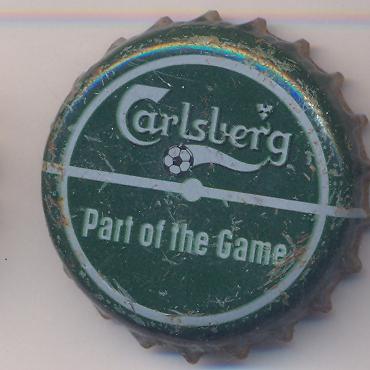 Carlsberg
Part of the Game